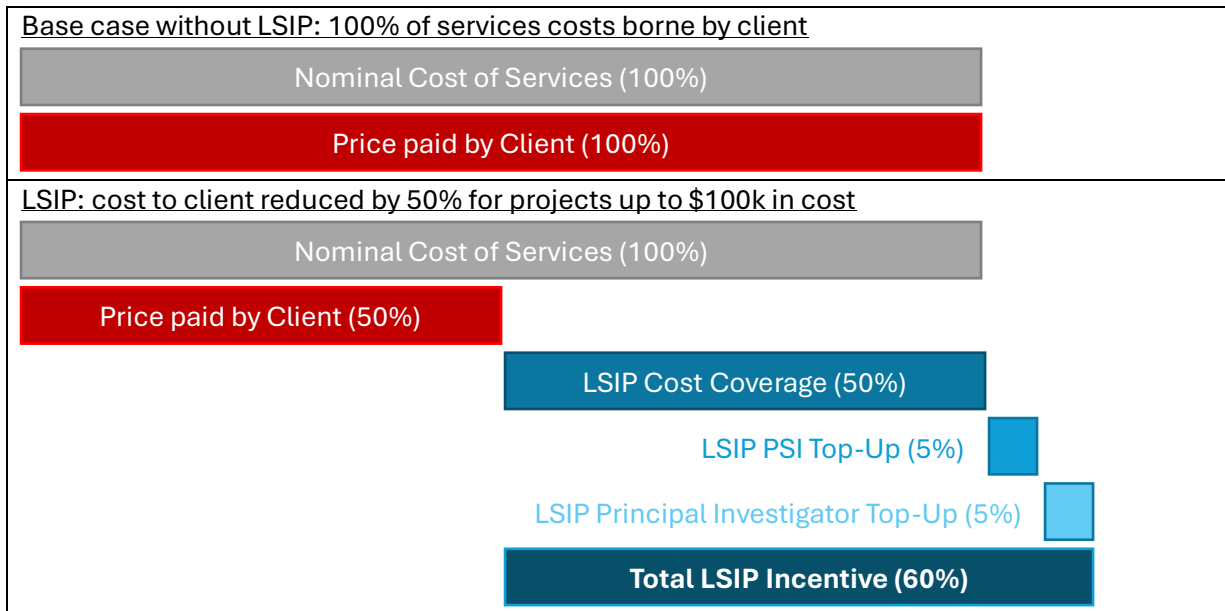 Base case without LSIP: 100% of services costs borne by client
Nominal Cost of Services (100%)
Price paid by Client (100%)
LSIP: cost to client reduced by 50% for projects up to $100k in cost
Nominal Cost of Services (100%)
Price paid by Client (50%)
LSIP Cost Coverage (50%)
LSIP PSI Top-Up (5%)
LSIP Principal Investigator Top-Up (5%)
Total LSIP Incentive (60%)